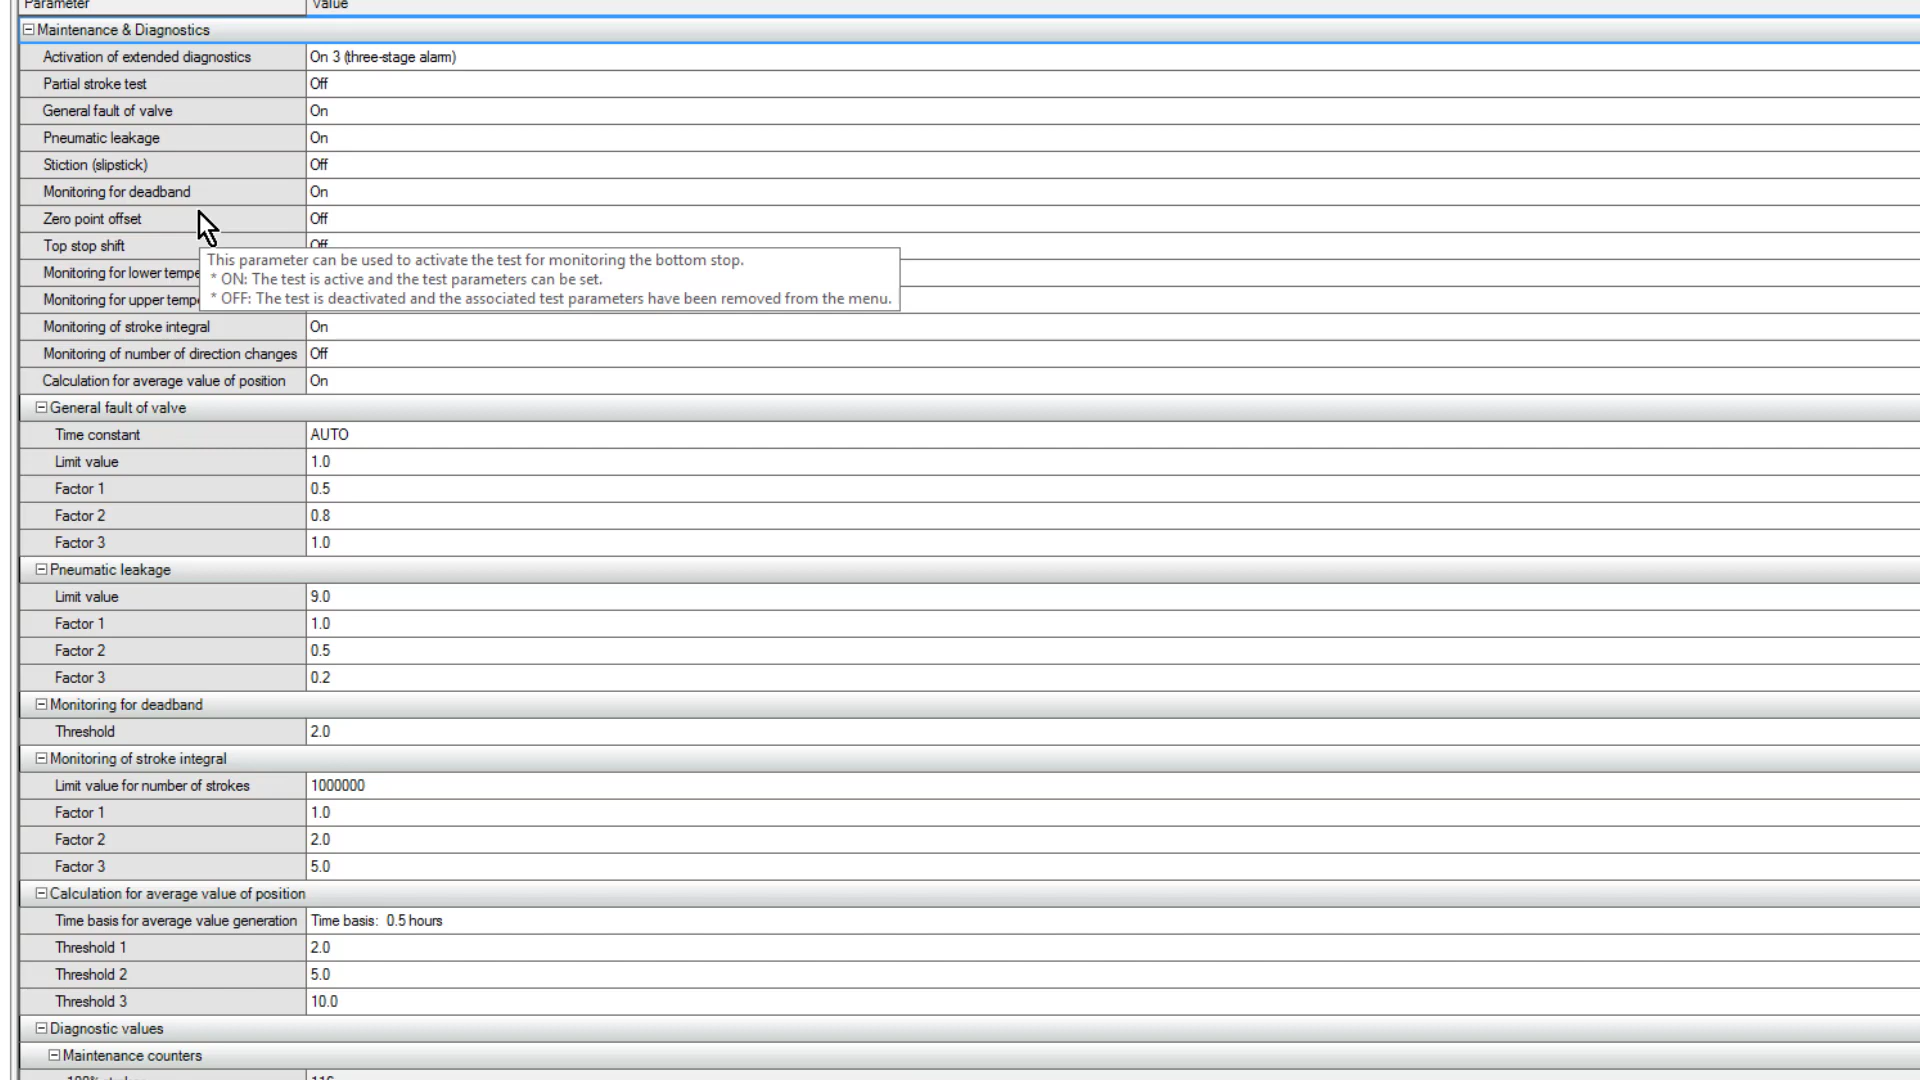 Parameter Value
Maintenance & Diagnostics
Activation of extended diagnostics On 3 (three-stage alarm)
Partial stroke test Off
General fault of valve On
Pneumatic leakage On
Stiction (slipstick) Off
Monitoring for deadband On
Zero point offset Off
Top stop shift Off
This parameter can be used to activate the test for monitoring the bottom stop.
Monitoring for lower tempe
* ON: The test is active and the test parameters can be set.
Monitoring for upper tempe
* OFF: The test is deactivated and the associated test parameters have been removed from the menu.
Monitoring of stroke integral On
Monitoring of number of direction changes Off
Calculation for average value of position On
General fault of valve
Time constant AUTO
Limit value 1.0
Factor 1 0.5
Factor 2 0.8
Factor 3 1.0
Pneumatic leakage
Limit value 9.0
Factor 1 1.0
Factor 2 0.5
Factor 3 0.2
Monitoring for deadband
Threshold 2.0
Monitoring of stroke integral
Limit value for number of strokes 1000000
Factor 1 1.0
Factor 2 2.0
Factor 3 5.0
Calculation for average value of position
Time basis for average value generation Time basis: 0.5 hours
Threshold 1 2.0
Threshold 2 5.0
Threshold 3 10.0
Diagnostic values
Maintenance counters